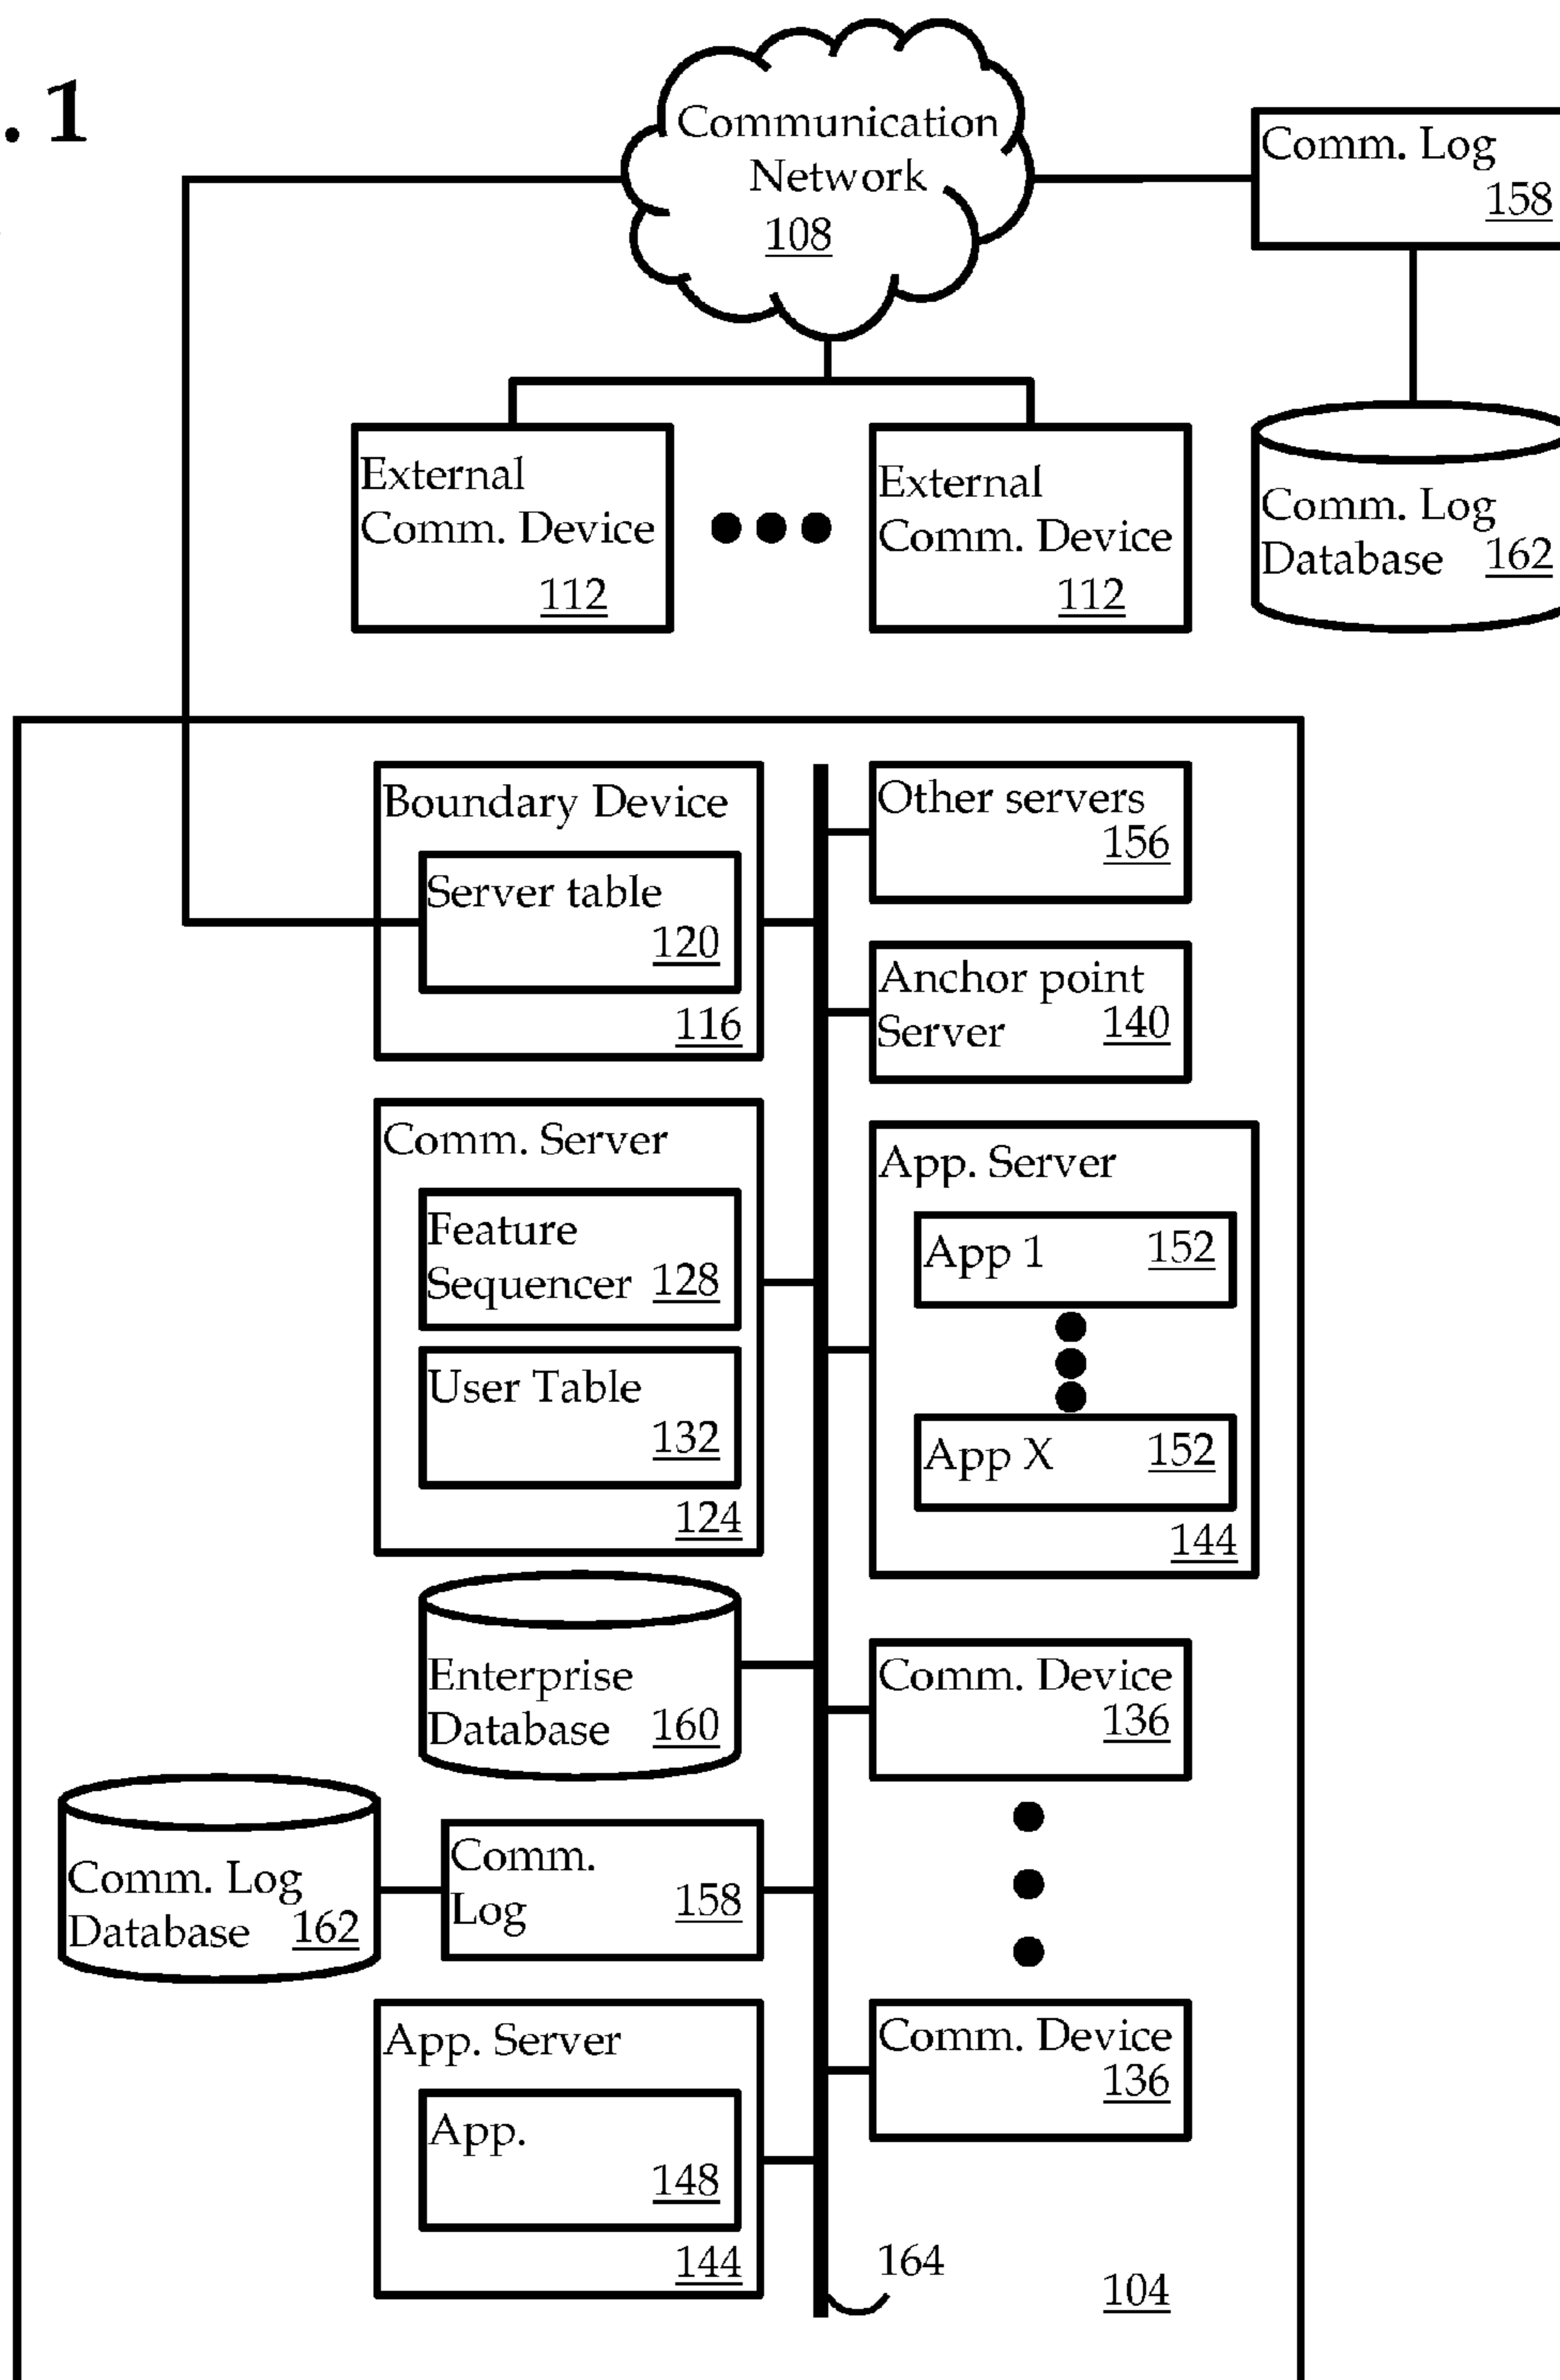 . 1
Communication
Network
108
Comm. Log
158
External
Comm. Device
112
External
Comm. Device
112
Comm. Log
Database 162
Boundary Device
Server table
120
116
Other servers
156
Anchor point
Server 140
Comm. Server
Feature
Sequencer 128
User Table
132
124
App. Server
App 1 152
App X 152
144
Enterprise
Database 160
Comm. Device
136
Comm. Log
Database 162
Comm.
Log 158
Comm. Device
136
App. Server
App.
148
144
164
104